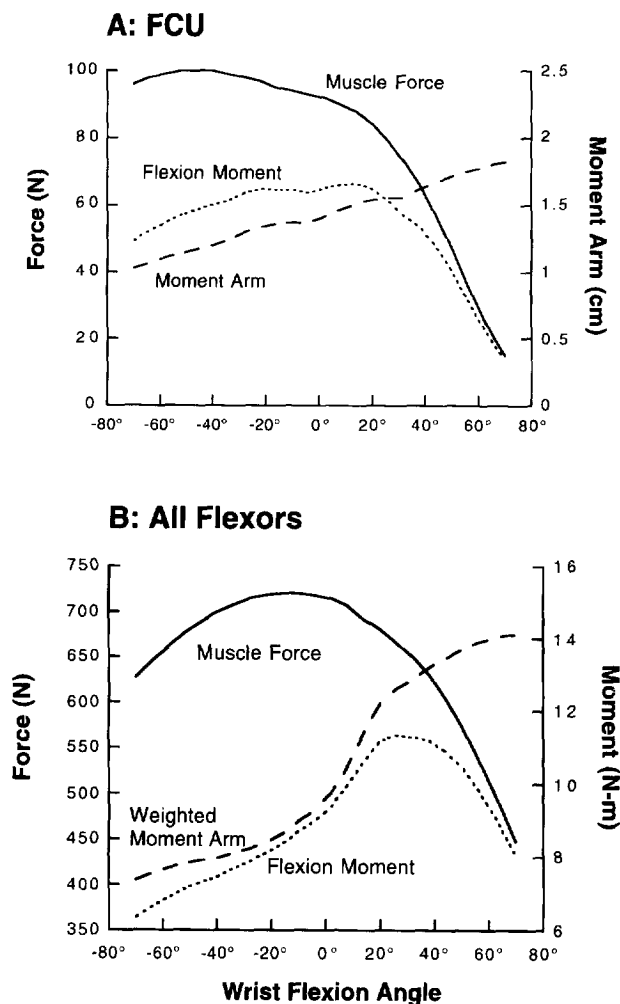 A: FCU
Force (N)
100
80
60
40
20
0
Muscle Force
Flexion Moment
Moment Arm
2.5
2
1.5
1
0.5
0
Moment Arm (cm)
-80° -60° -40° -20° 0° 20° 40° 60° 80°
B: All Flexors
Force (N)
750
700
650
600
550
500
450
400
350
Muscle Force
Weighted
Moment Arm
Flexion Moment
16
14
12
10
8
6
Moment (N-m)
-80° -60° -40° -20° 0° 20° 40° 60° 80°
Wrist Flexion Angle